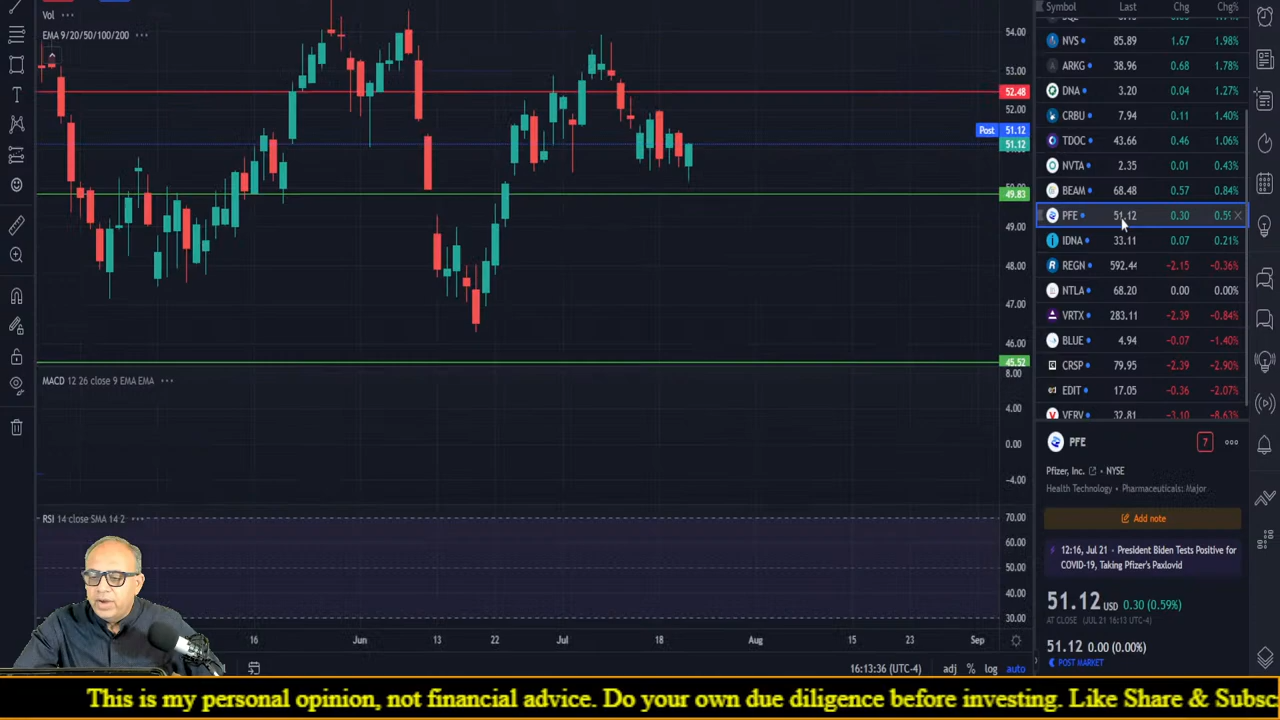 Symbol Last Chg Chg%
Vol
EMA 9/20/50/100/200
54.00
53.00
52.48
52.00
Post 51.12
51.12
50.00
49.83
49.00
48.00
47.00
46.00
45.52
MACD 12 26 close 9 EMA EMA
8.00
4.00
0.00
−4.00
RSI 14 close SMA 14 2
70.00
60.00
50.00
40.00
30.00
16 Jun 13 22 Jul 18 Aug 15 23 Sep
16:13:36 (UTC-4) adj % log auto
NVS 85.89 1.67 1.98%
ARKG 38.96 0.68 1.78%
DNA 3.20 0.04 1.27%
CRBU 7.94 0.11 1.40%
TDOC 43.66 0.46 1.06%
NVTA 2.35 0.01 0.43%
BEAM 68.48 0.57 0.84%
PFE 51.12 0.30
IDNA 33.11 0.07 0.21%
REGN 592.44 −2.15 −0.36%
NTLA 68.20 0.00 0.00%
VRTX 283.11 −2.39 −0.84%
BLUE 4.94 −0.07 −1.40%
CRSP 79.95 −2.39 −2.90%
EDIT 17.05 −0.36 −2.07%
VERV 32.81 −3.10 −8.63%
PFE 7
Pfizer, Inc. • NYSE
Health Technology • Pharmaceuticals: Major
Add note
12:16, Jul 21 • President Biden Tests Positive for
COVID-19, Taking Pfizer's Paxlovid
51.12 USD 0.30 (0.59%)
AT CLOSE (JUL 21 16:13 UTC-4)
51.12 0.00 (0.00%)
POST MARKET
This is my personal opinion, not financial advice. Do your own due diligence before investing. Like Share & Subsc